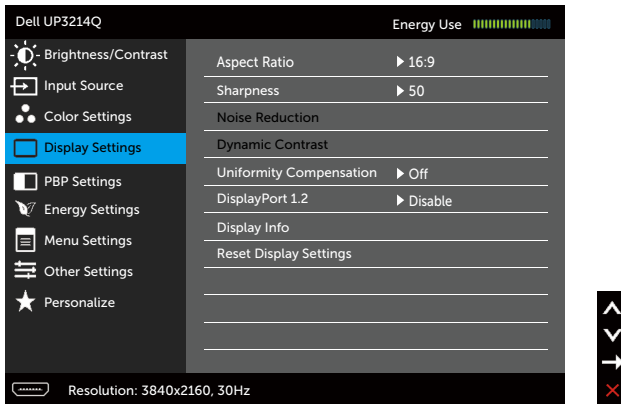 Dell UP3214Q
Energy Use
Brightness/Contrast
Input Source
Color Settings
Display Settings
PBP Settings
Energy Settings
Menu Settings
Other Settings
Personalize
Aspect Ratio 16:9
Sharpness 50
Noise Reduction
Dynamic Contrast
Uniformity Compensation Off
DisplayPort 1.2 Disable
Display Info
Reset Display Settings
Resolution: 3840x2160, 30Hz